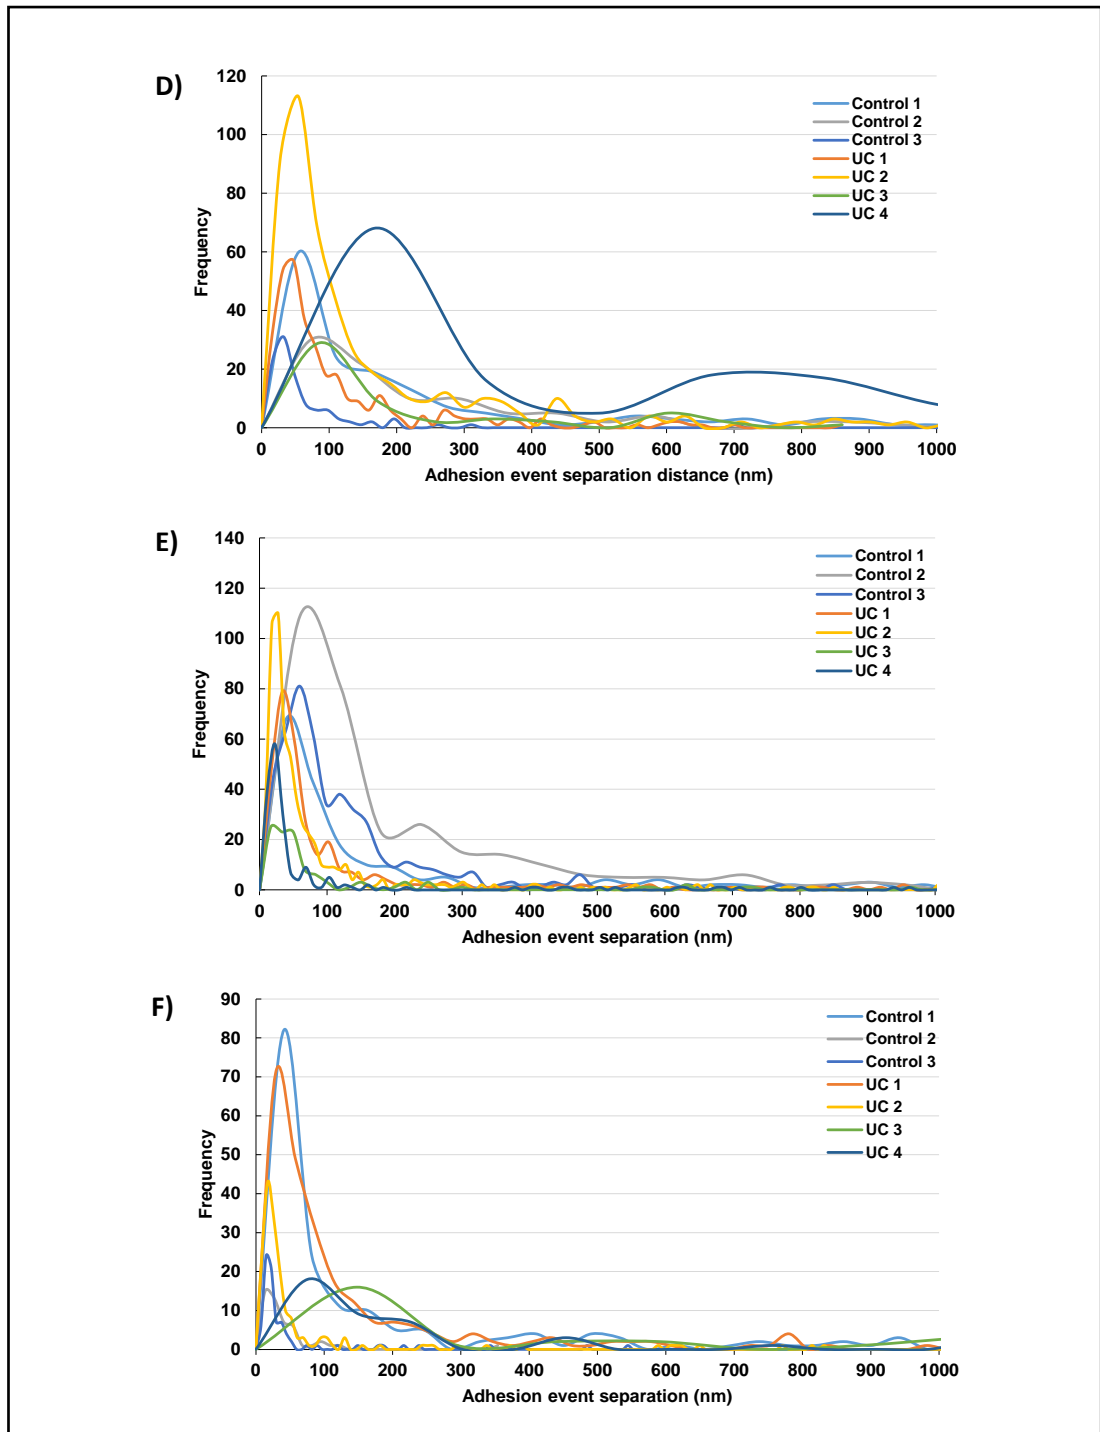 D)
120
100
80
60
40
20
0
Frequency
Control 1
Control 2
Control 3
UC 1
UC 2
UC 3
UC 4
0 100 200 300 400 500 600 700 800 900 1000
Adhesion event separation distance (nm)
E)
140
120
100
80
60
40
20
0
Frequency
Control 1
Control 2
Control 3
UC 1
UC 2
UC 3
UC 4
0 100 200 300 400 500 600 700 800 900 1000
Adhesion event separation (nm)
F)
90
80
70
60
50
40
30
20
10
0
Frequency
Control 1
Control 2
Control 3
UC 1
UC 2
UC 3
UC 4
0 100 200 300 400 500 600 700 800 900 1000
Adhesion event separation (nm)